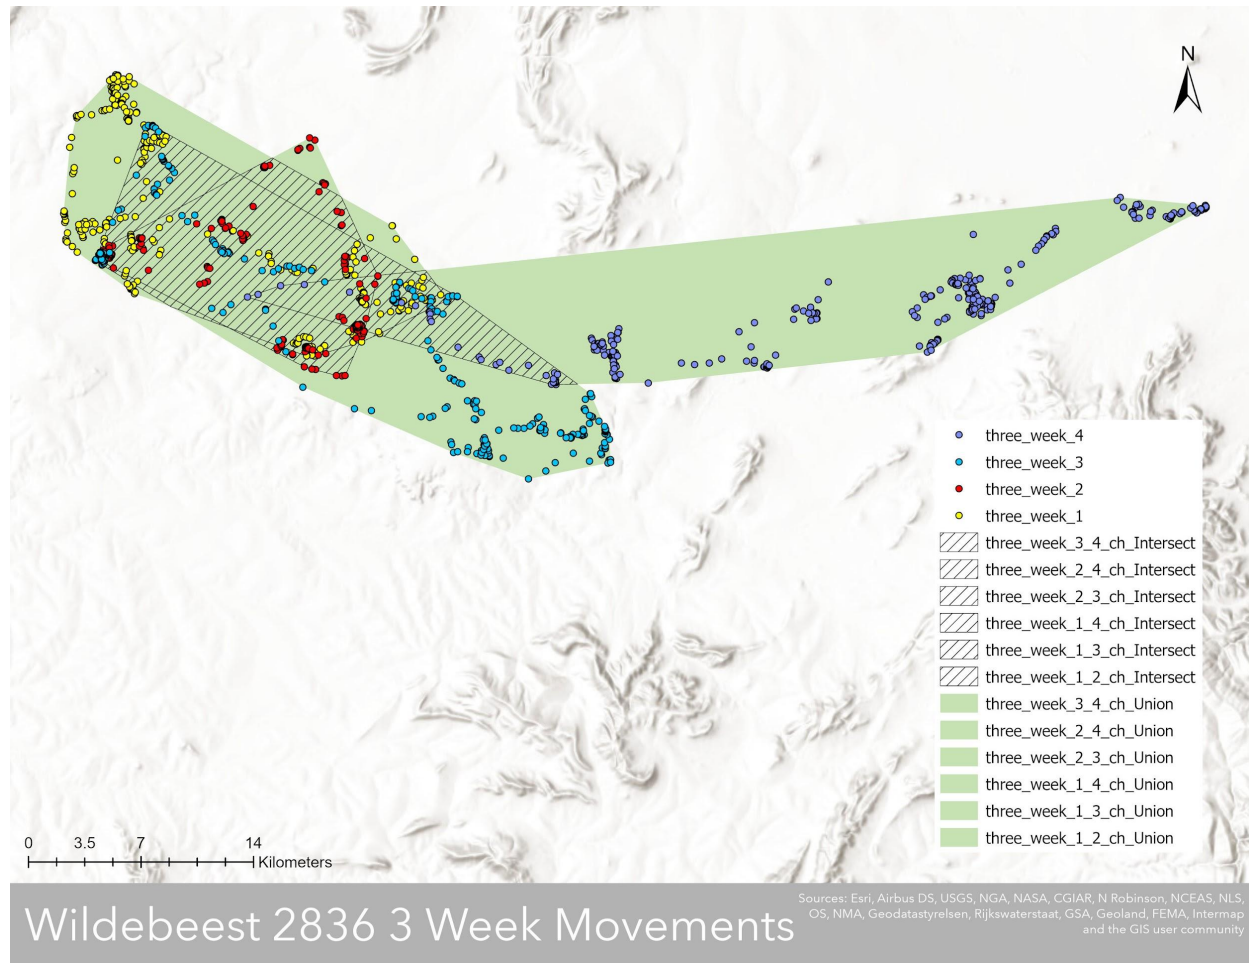 N
three_week_4
three_week_3
three_week_2
three_week_1
three_week_3_4_ch_Intersect
three_week_2_4_ch_Intersect
three_week_2_3_ch_Intersect
three_week_1_4_ch_Intersect
three_week_1_3_ch_Intersect
three_week_1_2_ch_Intersect
three_week_3_4_ch_Union
three_week_2_4_ch_Union
three_week_2_3_ch_Union
three_week_1_4_ch_Union
three_week_1_3_ch_Union
three_week_1_2_ch_Union
0 3.5 7 14
Kilometers
Wildebeest 2836 3 Week Movements
Sources: Esri, Airbus DS, USGS, NGA, NASA, CGIAR, N Robinson, NCEAS, NLS,
OS, NMA, Geodatastyrelsen, Rijkswaterstaat, GSA, Geoland, FEMA, Intermap
and the GIS user community